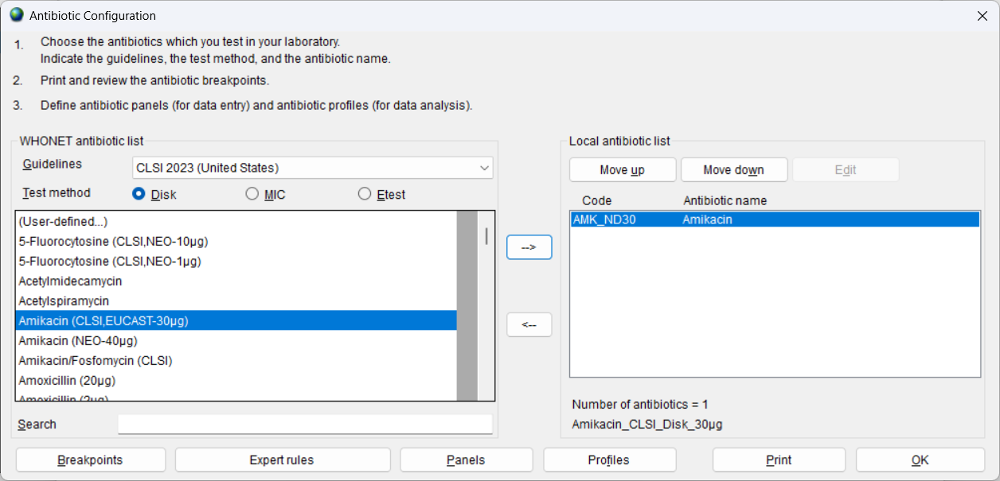 Antibiotic Configuration
1. Choose the antibiotics which you test in your laboratory.
Indicate the guidelines, the test method, and the antibiotic name.
2. Print and review the antibiotic breakpoints.
3. Define antibiotic panels (for data entry) and antibiotic profiles (for data analysis).
WHONET antibiotic list
Guidelines
CLSI 2023 (United States)
Test method
Disk
MIC
Etest
(User-defined...)
5-Fluorocytosine (CLSI,NEO-10µg)
5-Fluorocytosine (CLSI,NEO-1µg)
Acetylmidecamycin
Acetylspiramycin
Amikacin (CLSI,EUCAST-30µg)
Amikacin (NEO-40µg)
Amikacin/Fosfomycin (CLSI)
Amoxicillin (20µg)
Amoxicillin (2µg)
Search
-->
<--
Local antibiotic list
Move up
Move down
Edit
Code
Antibiotic name
AMK_ND30
Amikacin
Number of antibiotics = 1
Amikacin_CLSI_Disk_30µg
Breakpoints
Expert rules
Panels
Profiles
Print
OK